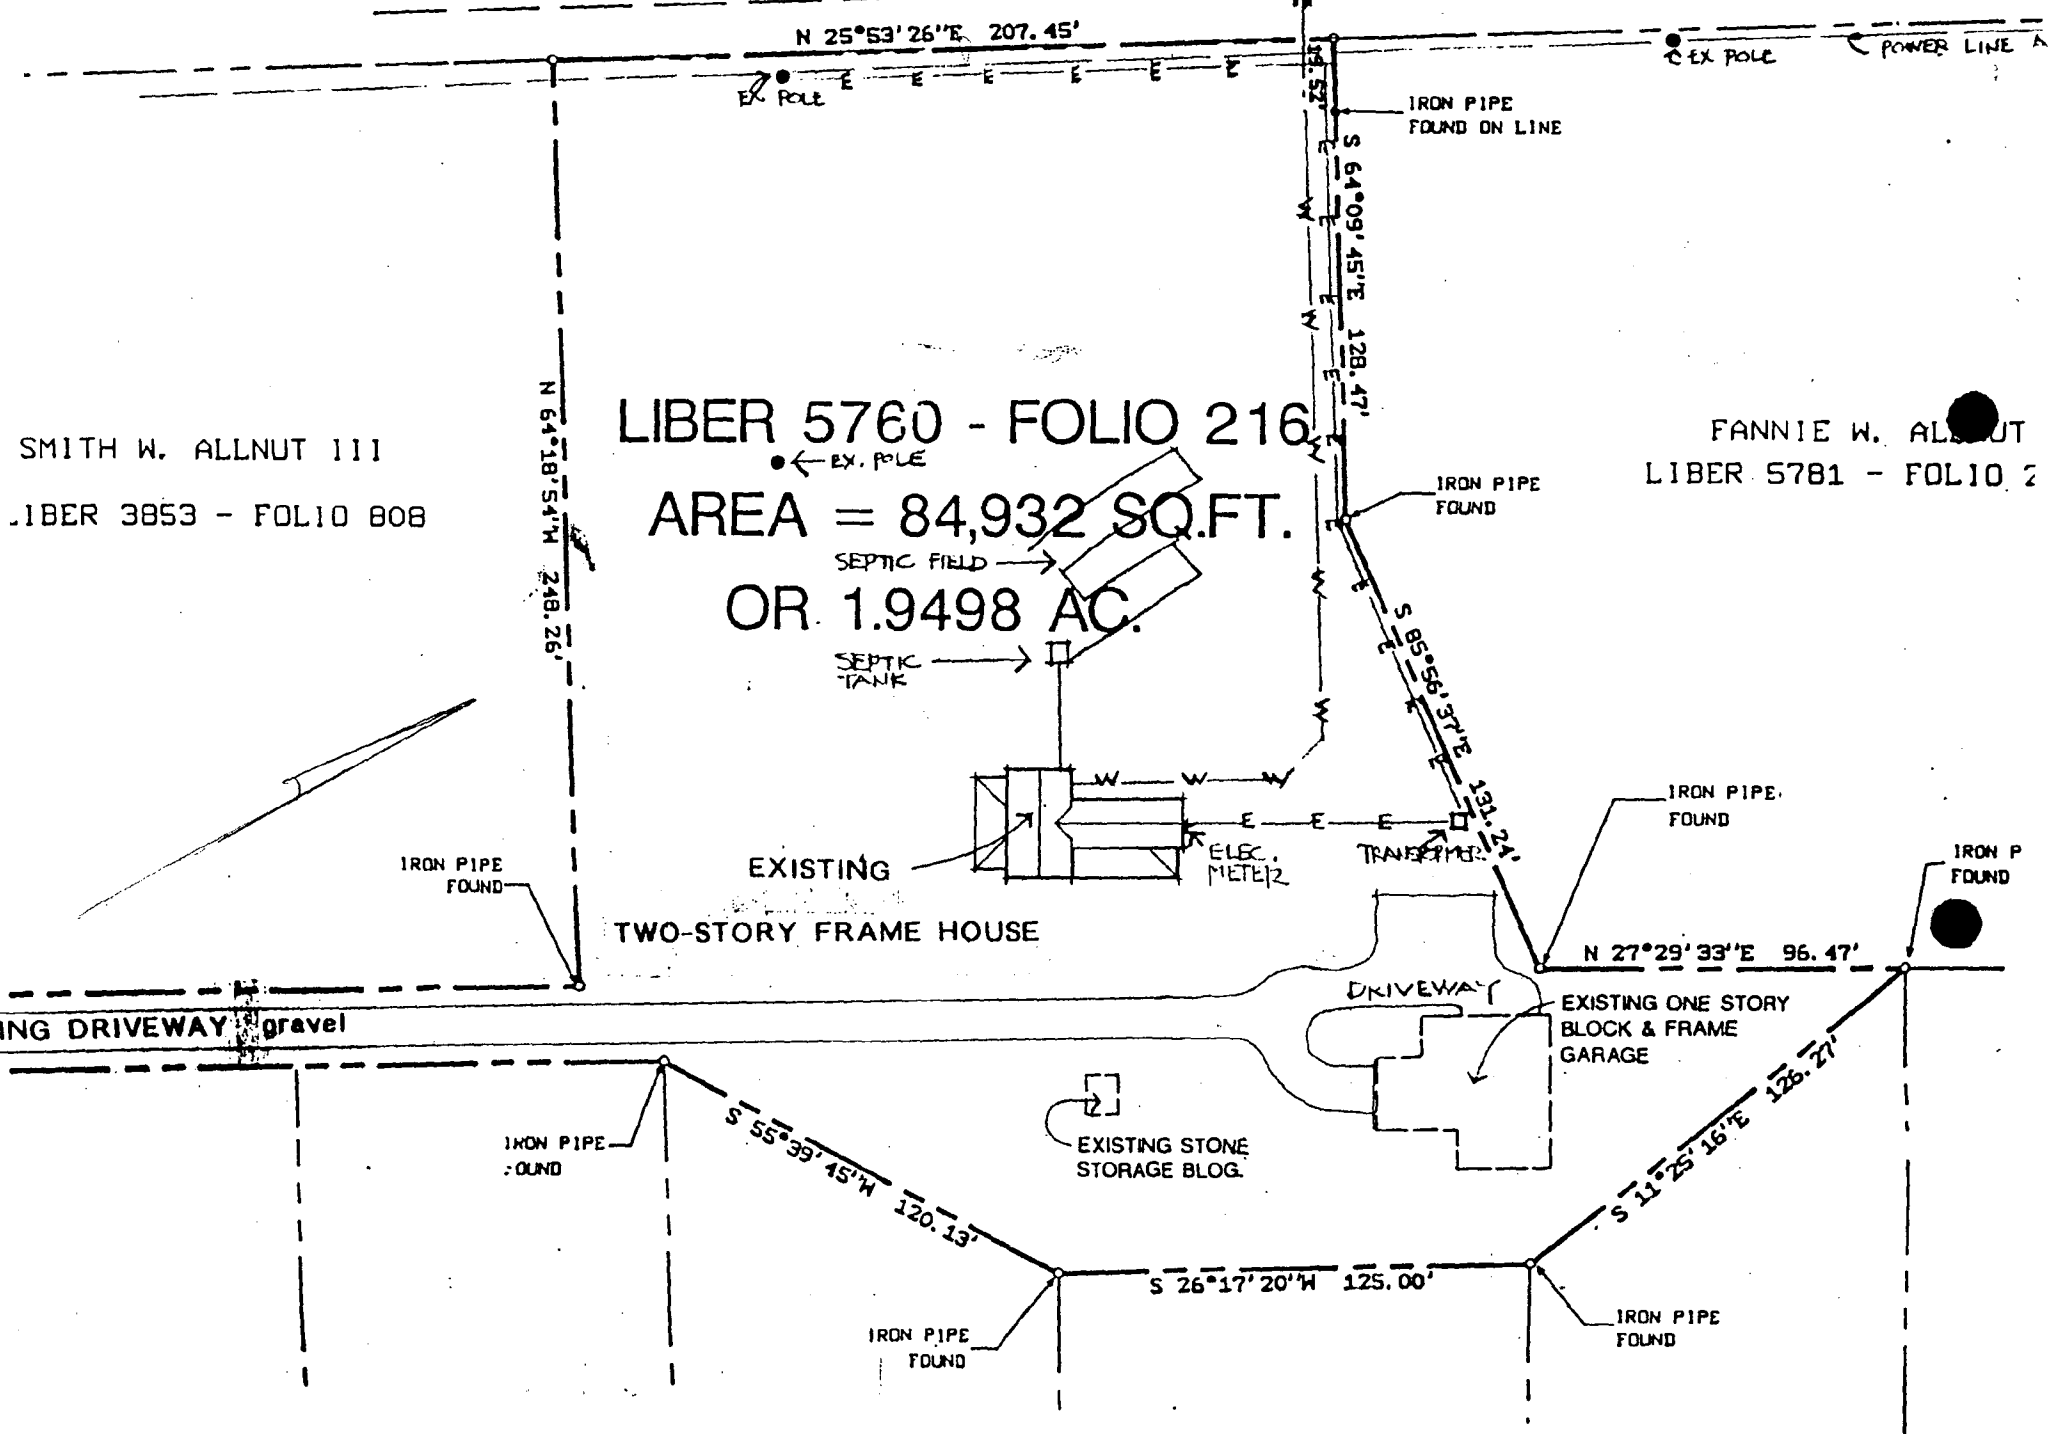 N 25°53'26"E 207.45'
EX POLE
E E E E E E
19.52'
EX POLE
POWER LINE
IRON PIPE
FOUND ON LINE
S 64°09'45"E 128.47'
N 64°18'54"W 248.26'
SMITH W. ALLNUT III
LIBER 3853 - FOLIO 808
LIBER 5760 - FOLIO 216
EX. POLE
AREA = 84,932 SQ.FT.
SEPTIC FIELD
OR 1.9498 AC.
SEPTIC
TANK
W W W W W
E E E E E E
FANNIE W.
LIBER 5781 - FOLIO 2
IRON PIPE
FOUND
S 85°56'37"E 131.24'
E E E E
W W W
E E E
ELEC.
METER
TRANSFORMER
EXISTING
TWO-STORY FRAME HOUSE
IRON PIPE
FOUND
IRON PIPE
FOUND
IRON P
FOUND
N 27°29'33"E 96.47'
ING DRIVEWAY gravel
DRIVEWAY
EXISTING ONE STORY
BLOCK & FRAME
GARAGE
S 11°25'16"E 126.27'
IRON PIPE
OUND
S 55°39'45"W 120.13'
EXISTING STONE
STORAGE BLDG.
S 26°17'20"W 125.00'
IRON PIPE
FOUND
IRON PIPE
FOUND